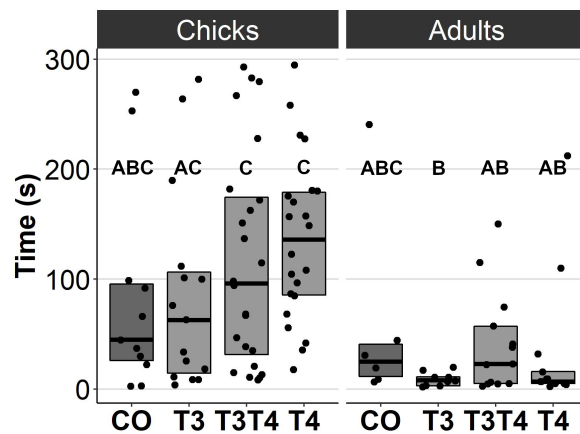 Chicks Adults
300
200
100
0
Time (s)
ABC AC C C ABC B AB AB
CO T3 T3T4 T4 CO T3 T3T4 T4